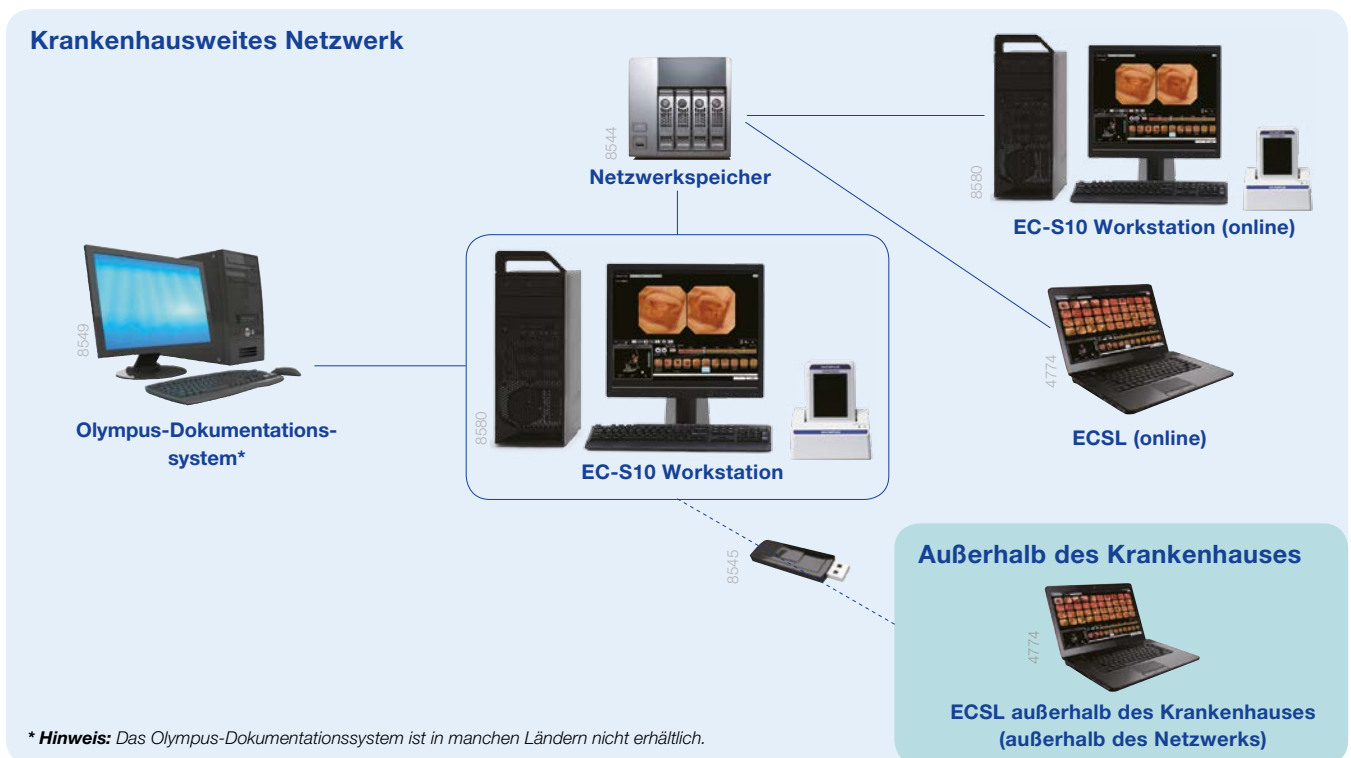 Krankenhausweites Netzwerk
8544
Netzwerkspeicher
8580
EC-S10 Workstation (online)
8549
Olympus-Dokumentations-
system*
8580
EC-S10 Workstation
4774
ECSL (online)
8545
Außerhalb des Krankenhauses
4774
ECSL außerhalb des Krankenhauses
(außerhalb des Netzwerks)
* Hinweis: Das Olympus-Dokumentationssystem ist in manchen Ländern nicht erhältlich.